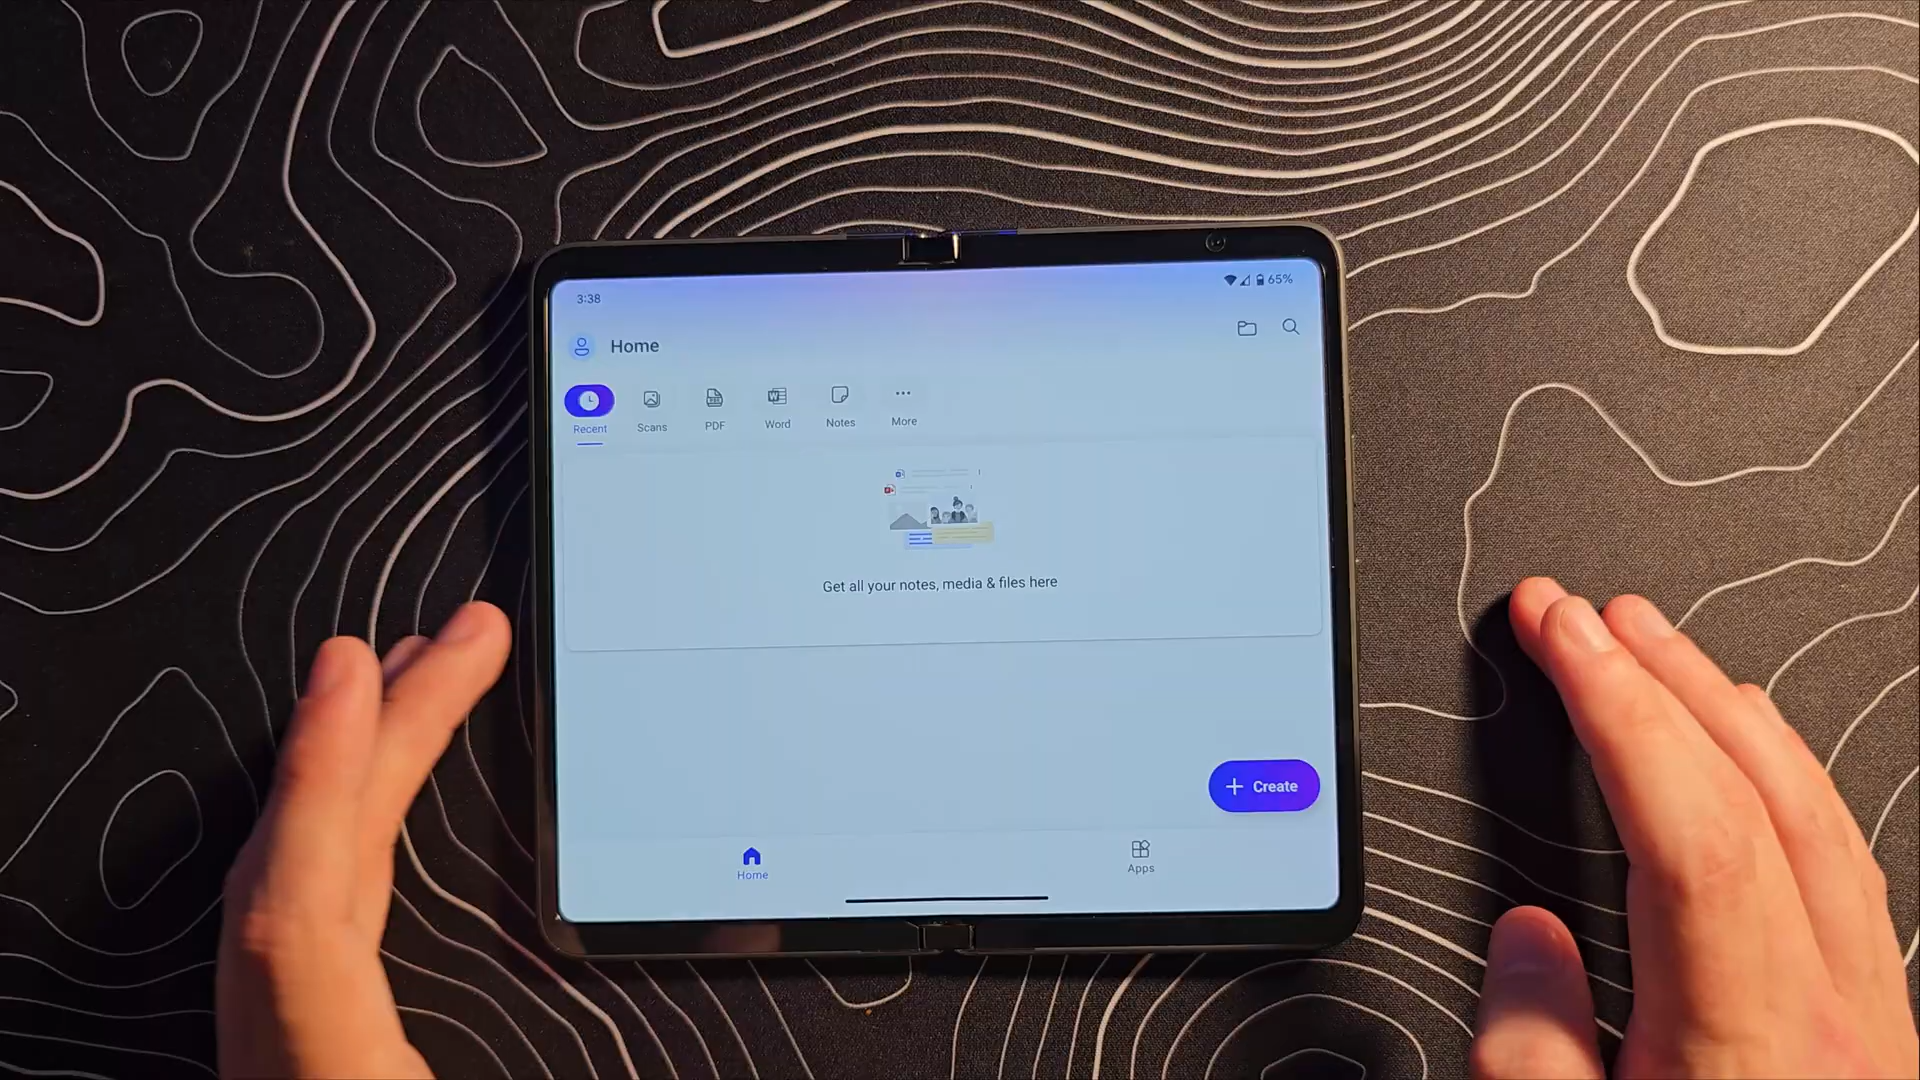 3:38
65%
Home
Recent
Scans
PDF
Word
Notes
More
Get all your notes, media & files here
Create
Home
Apps